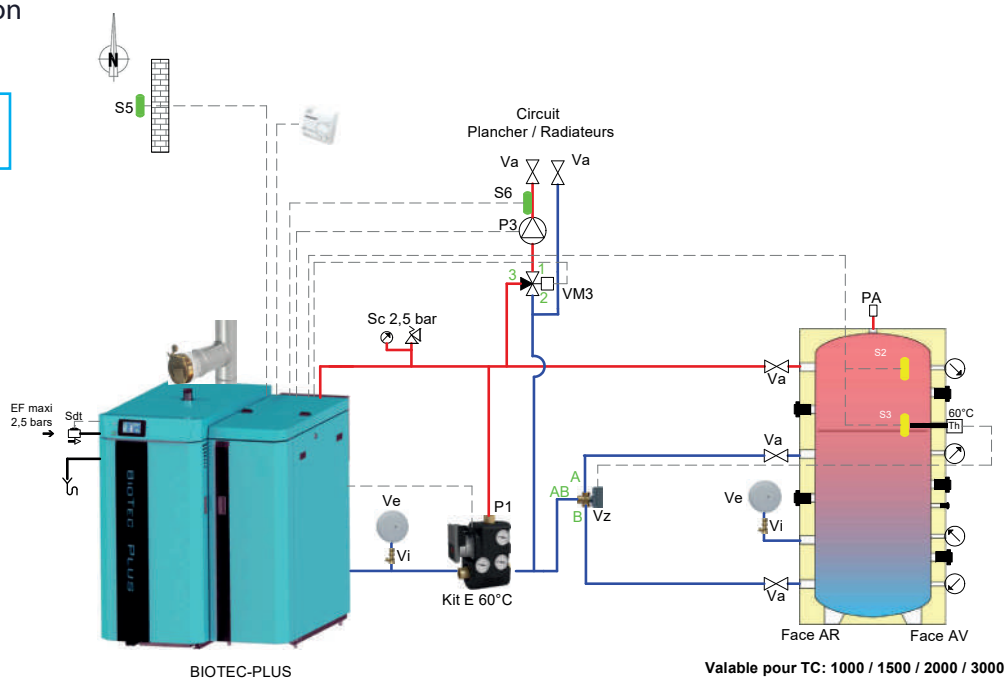 on
N
S5
Circuit
Plancher / Radiateurs
Va
Va
S6
P3
1
3
2
VM3
PA
Sc 2,5 bar
S2
Va
EF maxi
2,5 bars
Sdt
S3
60°C
Th
Va
A
AB
B
Vz
Ve
Vi
P1
Ve
Vi
BIOTEC PLUS
Kit E 60°C
Va
Face AR
Face AV
BIOTEC-PLUS
Valable pour TC: 1000 / 1500 / 2000 / 3000